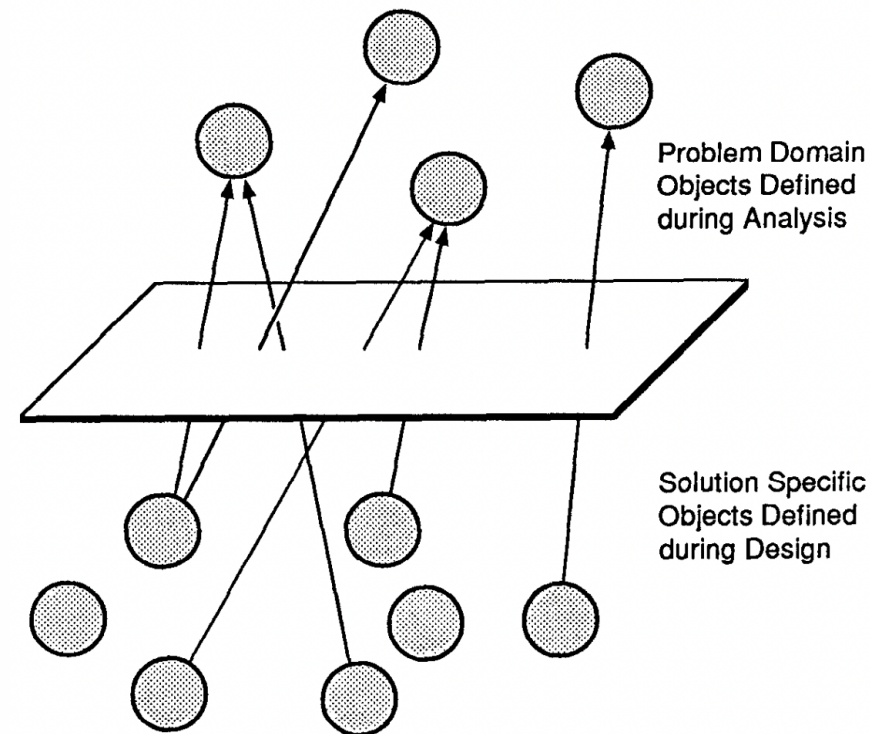 Problem Domain
Objects Defined
during Analysis
Solution Specific
Objects Defined
during Design